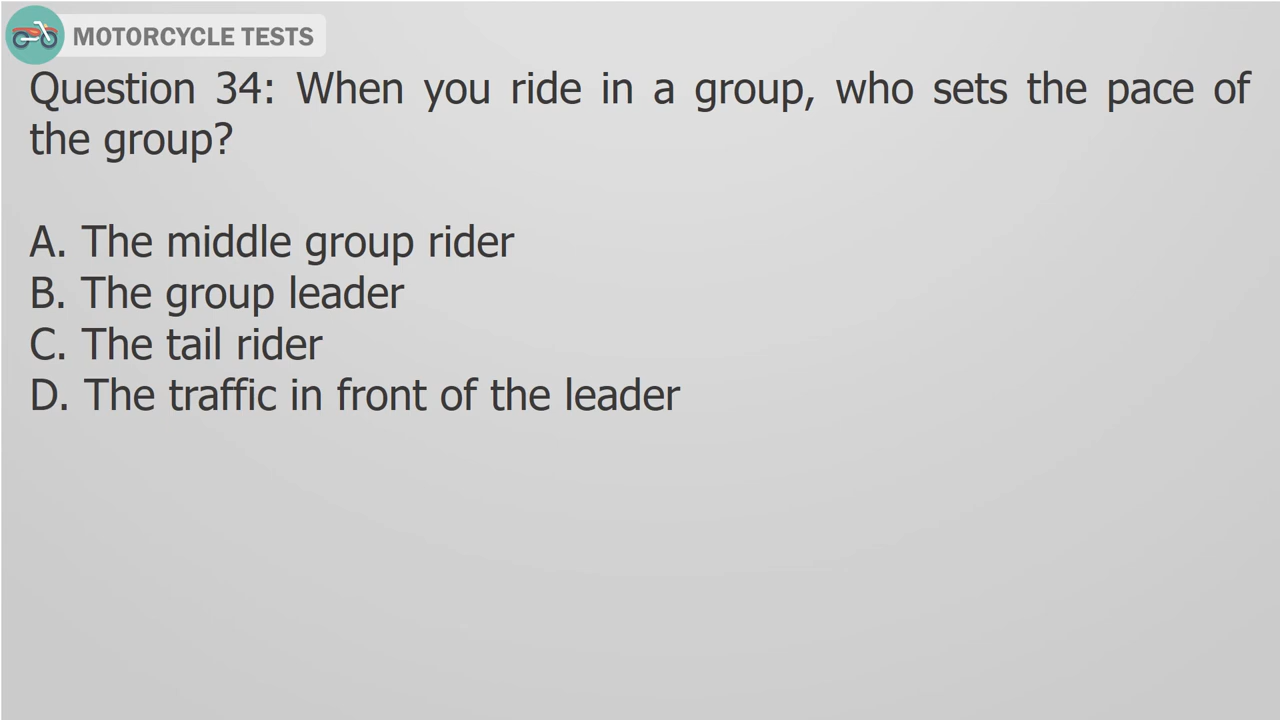 MOTORCYCLE TESTS
Question 34: When you ride in a group, who sets the pace of
the group?
A. The middle group rider
B. The group leader
C. The tail rider
D. The traffic in front of the leader